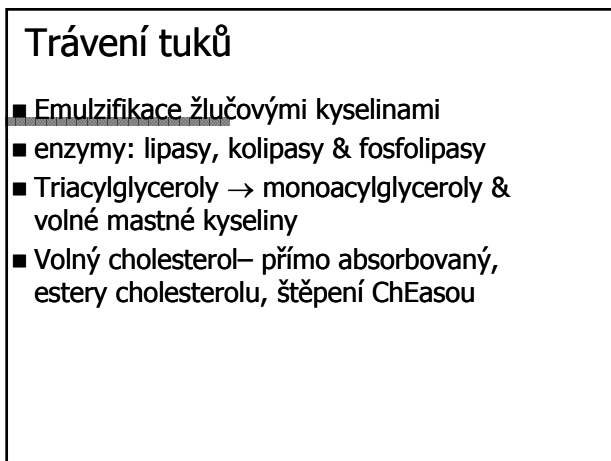 Trávení tuků
■ Emulzifikace žlučovými kyselinami
■ enzymy: lipasy, kolipasy & fosfolipasy
■ Triacylglyceroly → monoacylglyceroly &
volné mastné kyseliny
■ Volný cholesterol– přímo absorbovaný,
estery cholesterolu, štěpení ChEasou